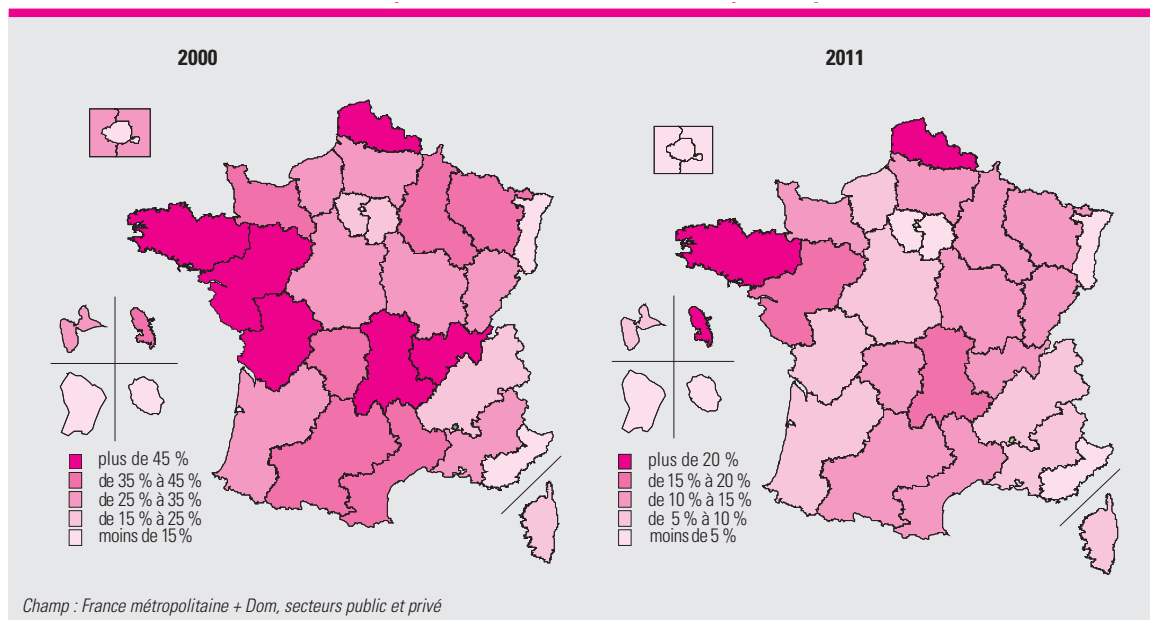 2000
2011
plus de 45 %
de 35 % à 45 %
de 25 % à 35 %
de 15 % à 25 %
moins de 15 %
plus de 20 %
de 15 % à 20 %
de 10 % à 15 %
de 5 % à 10 %
moins de 5 %
Champ : France métropolitaine + Dom, secteurs public et privé